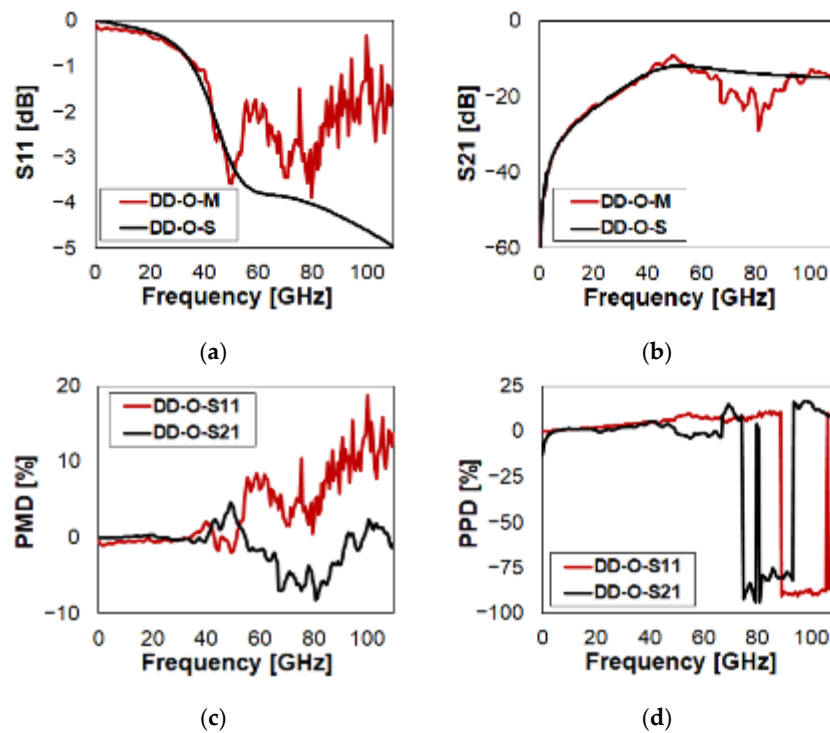 0
−1
−2
−3
−4
−5
S11 [dB]
DD-O-M
DD-O-S
0 20 40 60 80 100
Frequency [GHz]
(a)
0
−20
−40
−60
S21 [dB]
DD-O-M
DD-O-S
0 20 40 60 80 100
Frequency [GHz]
(b)
20
10
0
−10
PMD [%]
DD-O-S11
DD-O-S21
0 20 40 60 80 100
Frequency [GHz]
(c)
25
0
−25
−50
−75
−100
PPD [%]
DD-O-S11
DD-O-S21
0 20 40 60 80 100
Frequency [GHz]
(d)